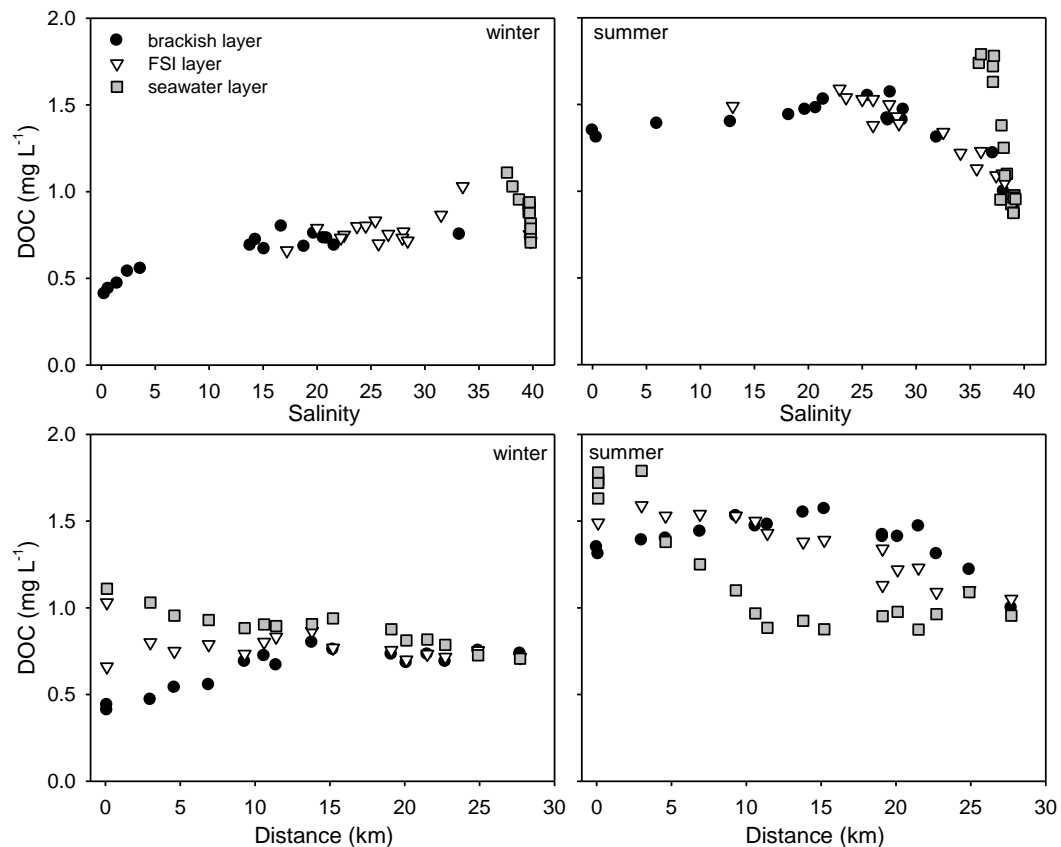 2.0
1.5
1.0
0.5
0.0
DOC (mg L-1)
brackish layer
FSI layer
seawater layer
winter
summer
0 5 10 15 20 25 30 35 40
Salinity
0 5 10 15 20 25 30 35 40
Salinity
2.0
1.5
1.0
0.5
0.0
DOC (mg L-1)
winter
summer
0 5 10 15 20 25 30
Distance (km)
0 5 10 15 20 25 30
Distance (km)